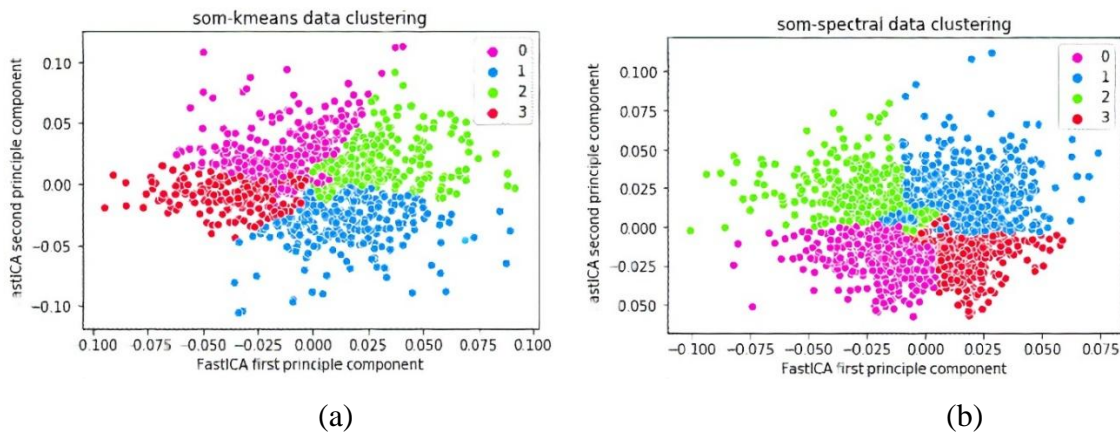 som-kmeans data clustering
0
1
2
3
0.10
0.05
0.00
−0.05
−0.10
astICA second principle component
0.100 0.075 −0.050 −0.025 0.000 0.025 0.050 0.075 0.100
FastICA first principle component
(a)
som-spectral data clustering
0
1
2
3
0.100
0.075
0.050
0.025
0.000
0.025
0.050
astICA second principle component
−0.100 −0.075 −0.050 −0.025 0.000 0.025 0.050 0.075
FastICA first principle component
(b)